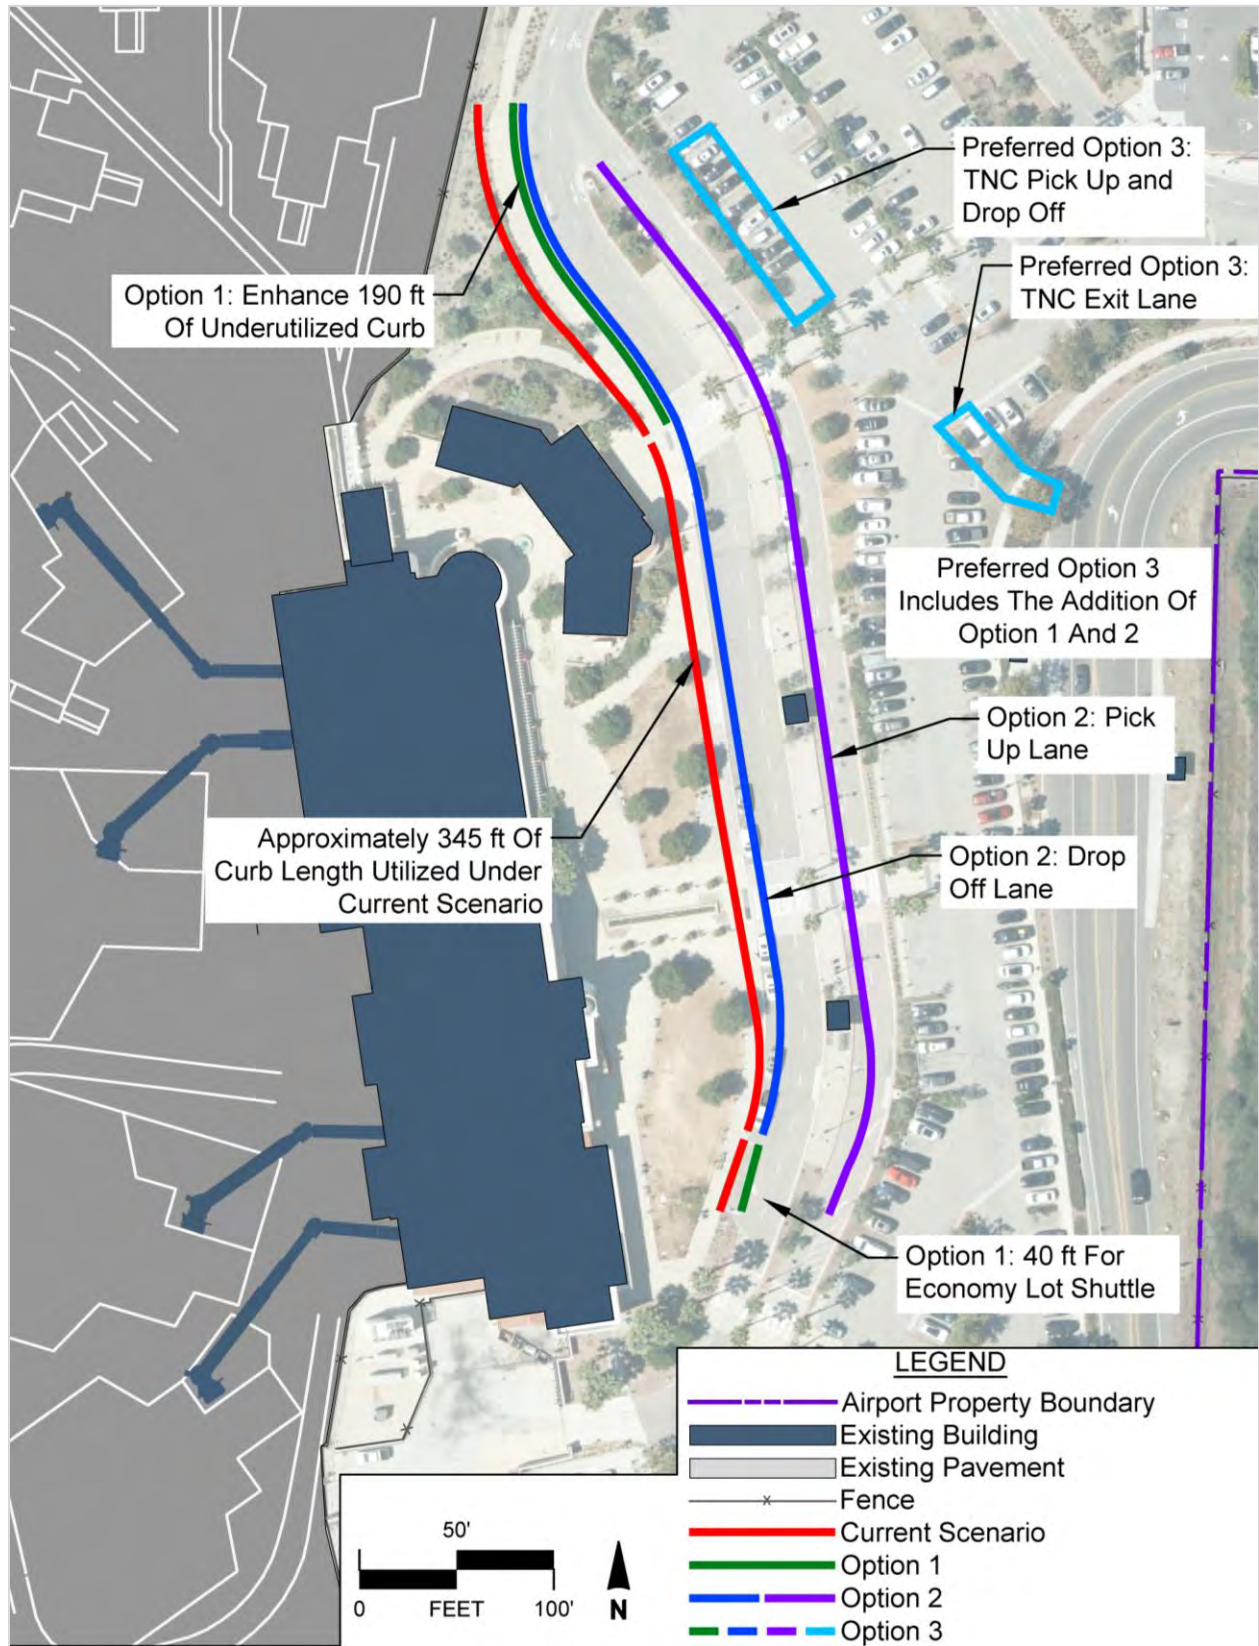 Preferred Option 3:
TNC Pick Up and
Drop Off
Preferred Option 3:
TNC Exit Lane
Option 1: Enhance 190 ft
Of Underutilized Curb
Preferred Option 3
Includes The Addition Of
Option 1 And 2
Option 2: Pick
Up Lane
Approximately 345 ft Of
Curb Length Utilized Under
Current Scenario
Option 2: Drop
Off Lane
Option 1: 40 ft For
Economy Lot Shuttle
LEGEND
Airport Property Boundary
Existing Building
Existing Pavement
Fence
Current Scenario
Option 1
Option 2
Option 3
50'
0 FEET 100'
N